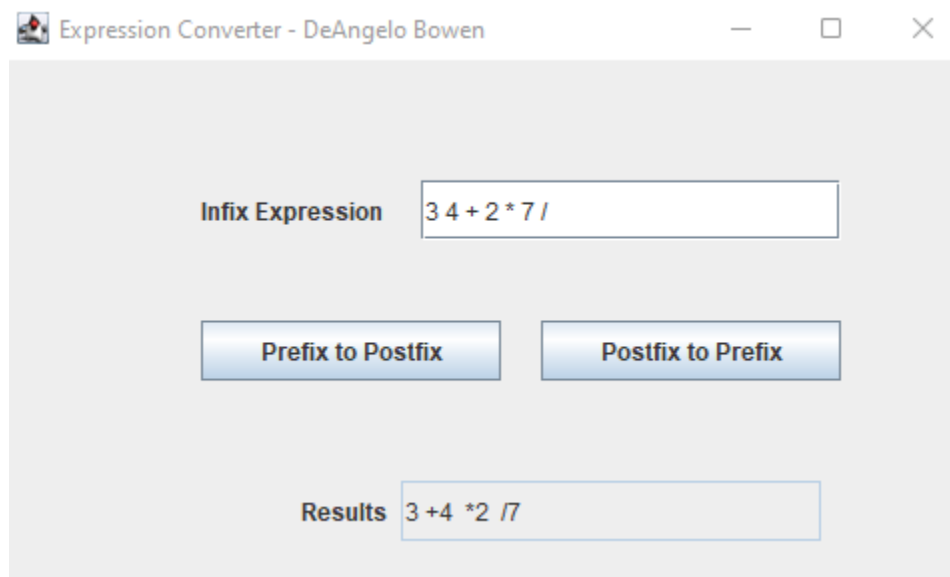 Expression Converter - DeAngelo Bowen
Infix Expression 3 4 + 2 * 7 /
Prefix to Postfix Postfix to Prefix
Results 3 +4  *2  /7